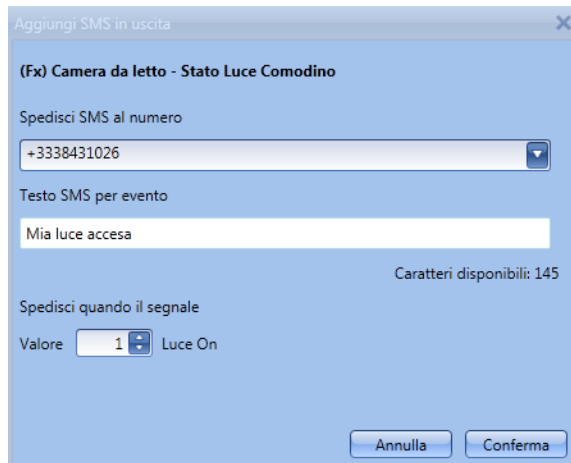 Aggiungi SMS in uscita
(Fx) Camera da letto - Stato Luce Comodino
Spedisci SMS al numero
+3338431026
Testo SMS per evento
Mia luce accesa
Caratteri disponibili: 145
Spedisci quando il segnale
Valore 1 Luce On
Annulla Conferma